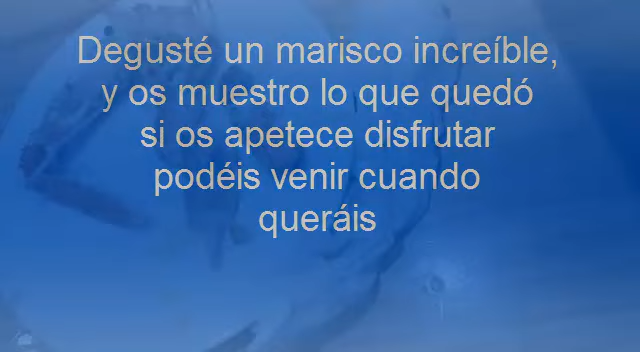 Degusté un marisco increíble,
y os muestro lo que quedó
si os apetece disfrutar
podéis venir cuando
queráis